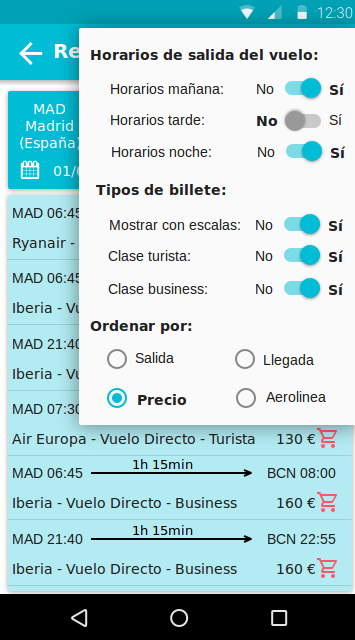 12:30
Re
Horarios de salida del vuelo:
Horarios mañana: No Sí
Horarios tarde: No Sí
Horarios noche: No Sí
Tipos de billete:
Mostrar con escalas: No Sí
Clase turista: No Sí
Clase business: No Sí
Ordenar por:
Salida Llegada
Precio Aerolinea
MAD
Madrid
(España)
01/0
MAD 06:45
Ryanair -
MAD 06:45
Iberia - Vu
MAD 21:40
Iberia - Vu
MAD 07:30
Air Europa - Vuelo Directo - Turista 130 €
MAD 06:45 1h 15min BCN 08:00
Iberia - Vuelo Directo - Business 160 €
MAD 21:40 1h 15min BCN 22:55
Iberia - Vuelo Directo - Business 160 €